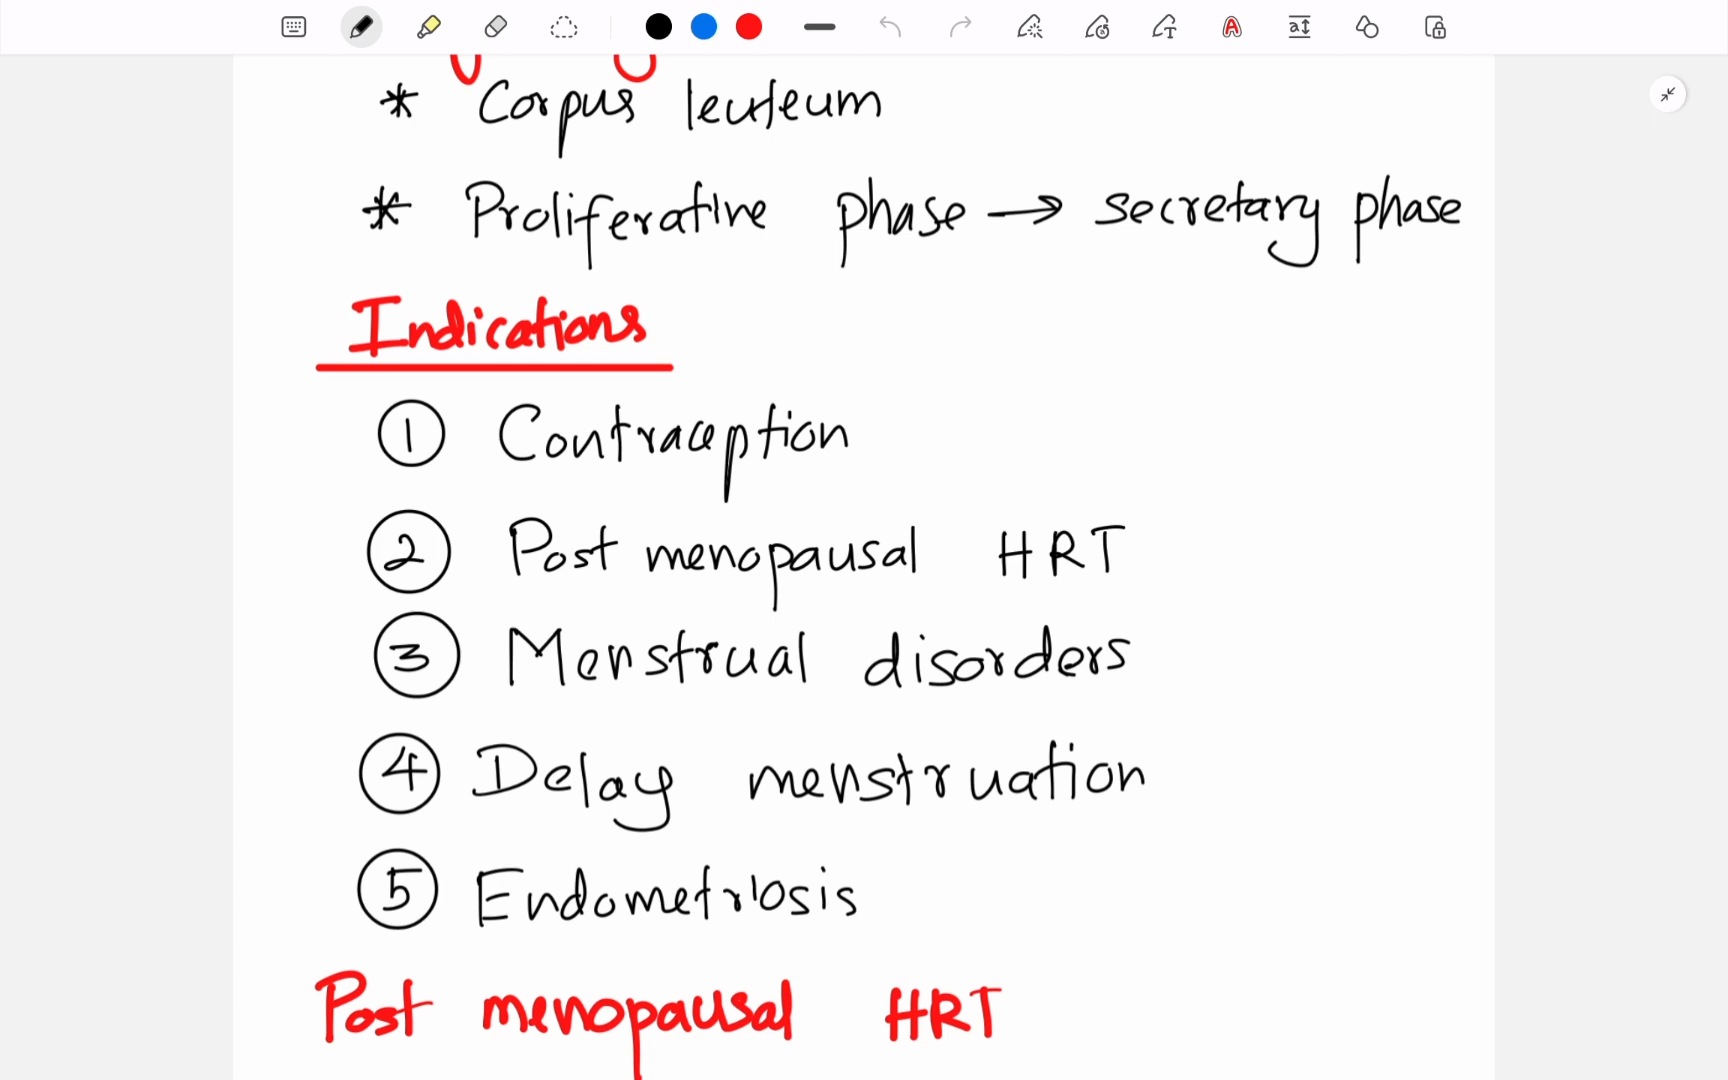 * Corpus leuteum
* Proliferative phase → secretary phase
Indications
① Contraception
② Post menopausal HRT
③ Menstrual disorders
④ Delay menstruation
⑤ Endometriosis
Post menopausal HRT